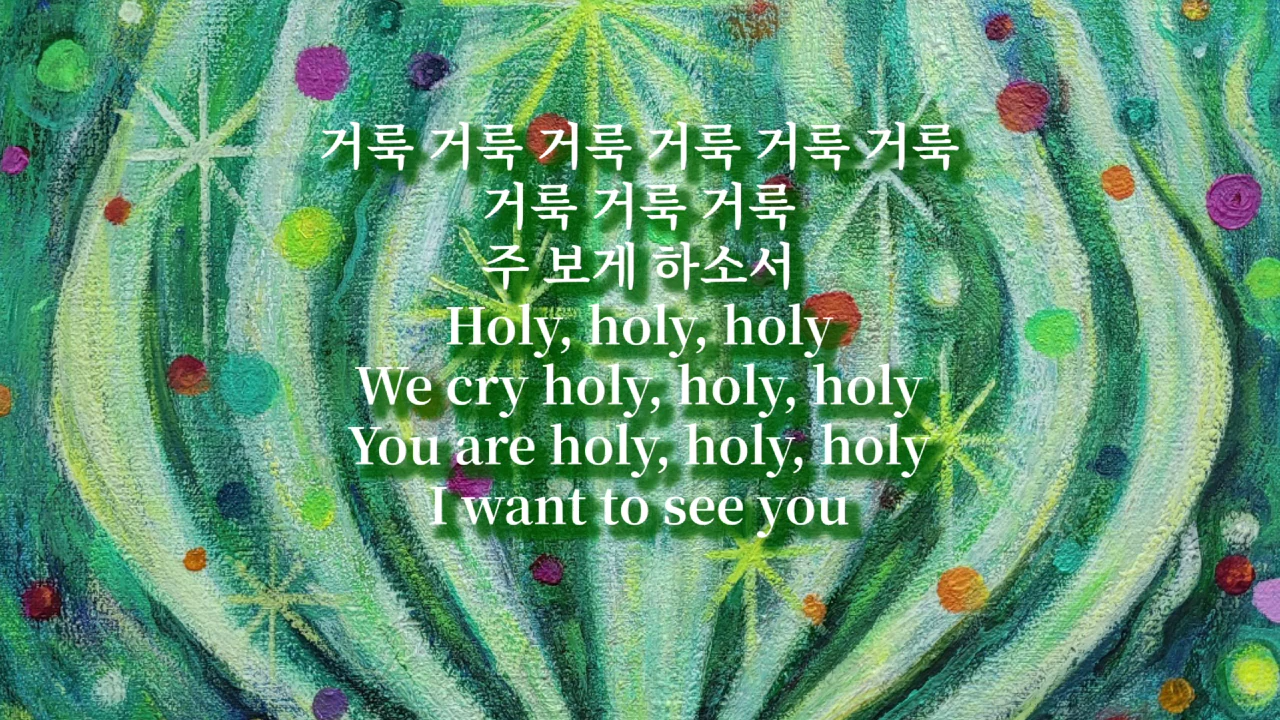 거룩 거룩 거룩 거룩 거룩 거룩
거룩 거룩 거룩
주 보게 하소서
Holy, holy, holy
We cry holy, holy, holy
You are holy, holy, holy
I want to see you